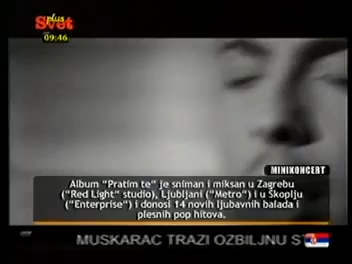 plus
Svet
09:46
MINIKONCERT
Album "Pratim te" je sniman i miksan u Zagrebu
("Red Light" studio), Ljubljani ("Metro") i u Skoplju
("Enterprise") i donosi 14 novih ljubavnih balada i
plesnih pop hitova.
MUSKARAC TRAZI OZBILJNU